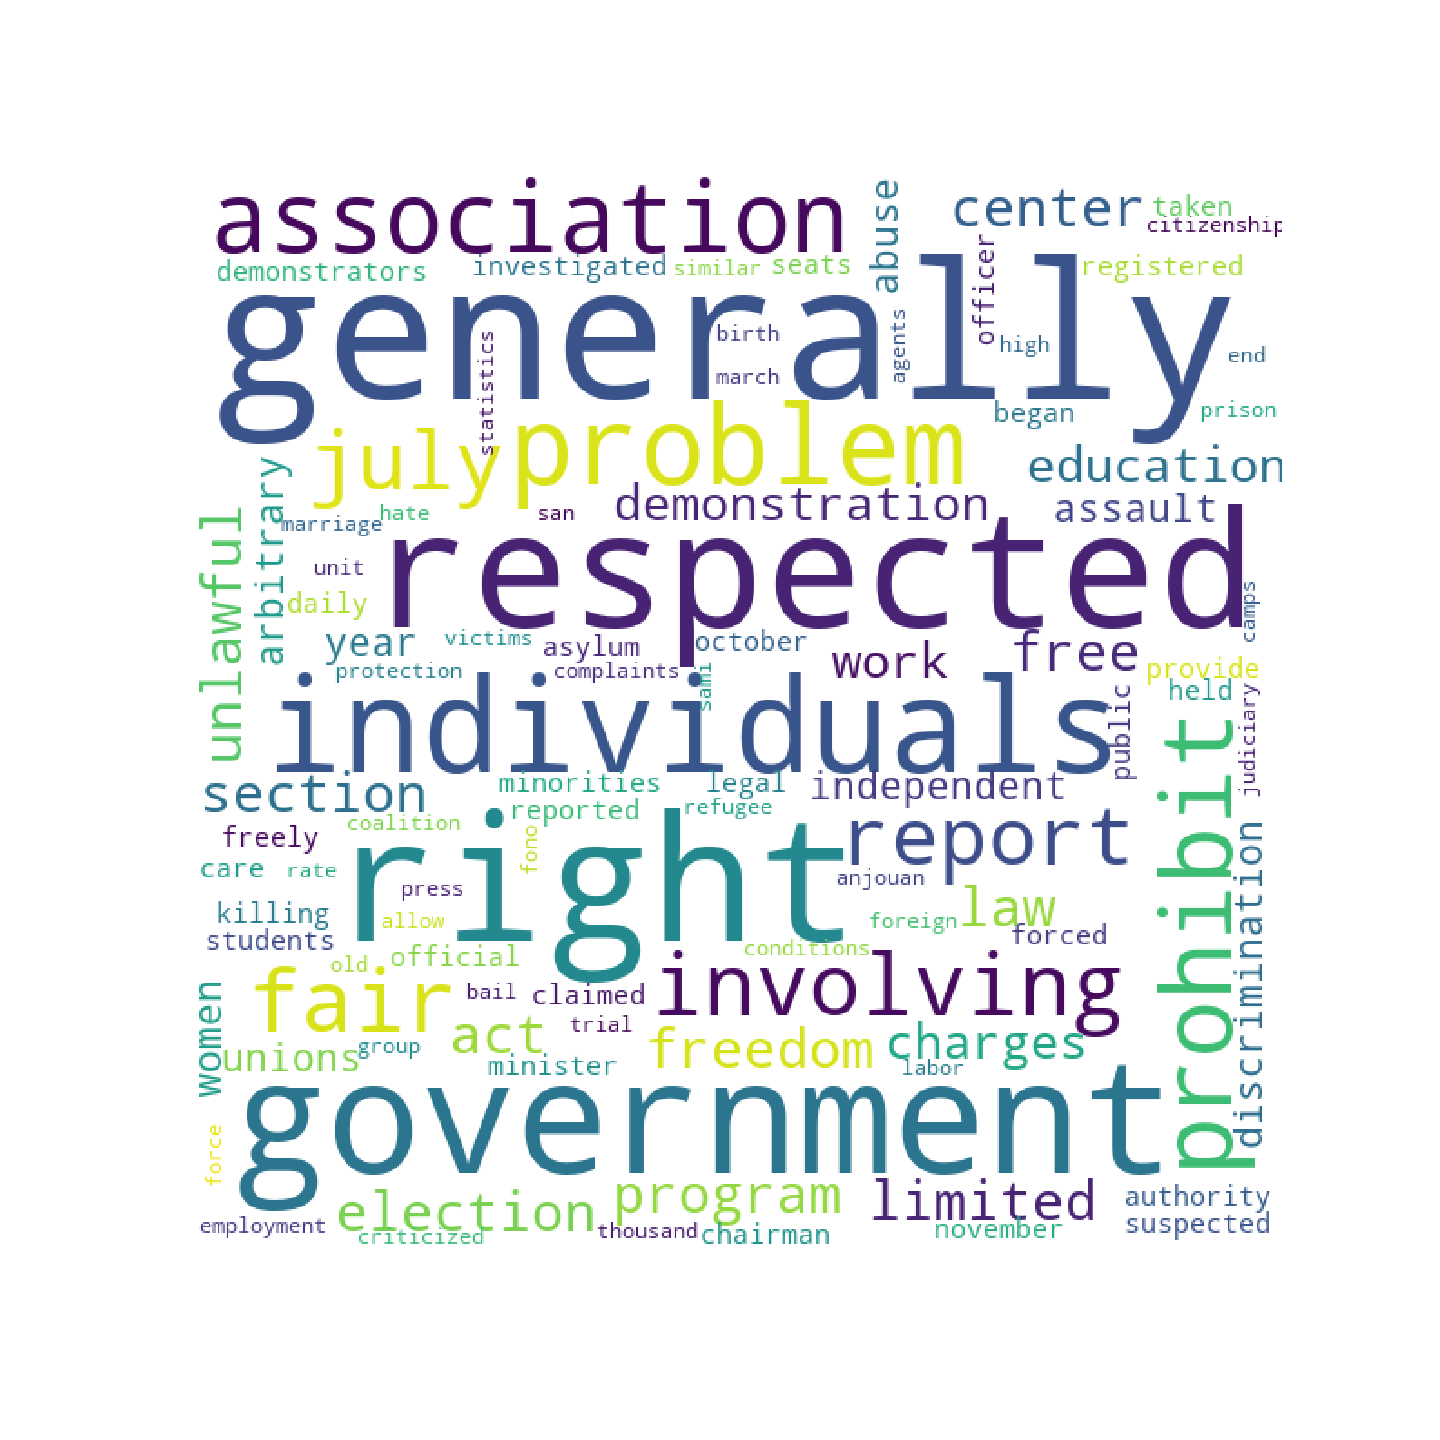 association
abuse
center
taken
citizenship
demonstrators
investigated
similar
seats
officer
registered
generally
statistics
birth
march
agents
high
end
july
problem
began
prison
education
arbitrary
unlawful
marriage
hate
san
demonstration
assault
respected
unit
daily
camps
year
victims
asylum
october
work
free
provide
protection
complaints
sami
held
individuals
public
judiciary
prohibit
section
minorities
legal
independent
reported
refugee
freely
coalition
fono
right
report
discrimination
care
rate
press
anjouan
killing
allow
foreign
law
students
official
conditions
forced
old
fair
bail
claimed
involving
women
trial
act
freedom
charges
unions
group
minister
labor
government
force
election
program
limited
authority
employment
criticized
thousand
chairman
november
suspected